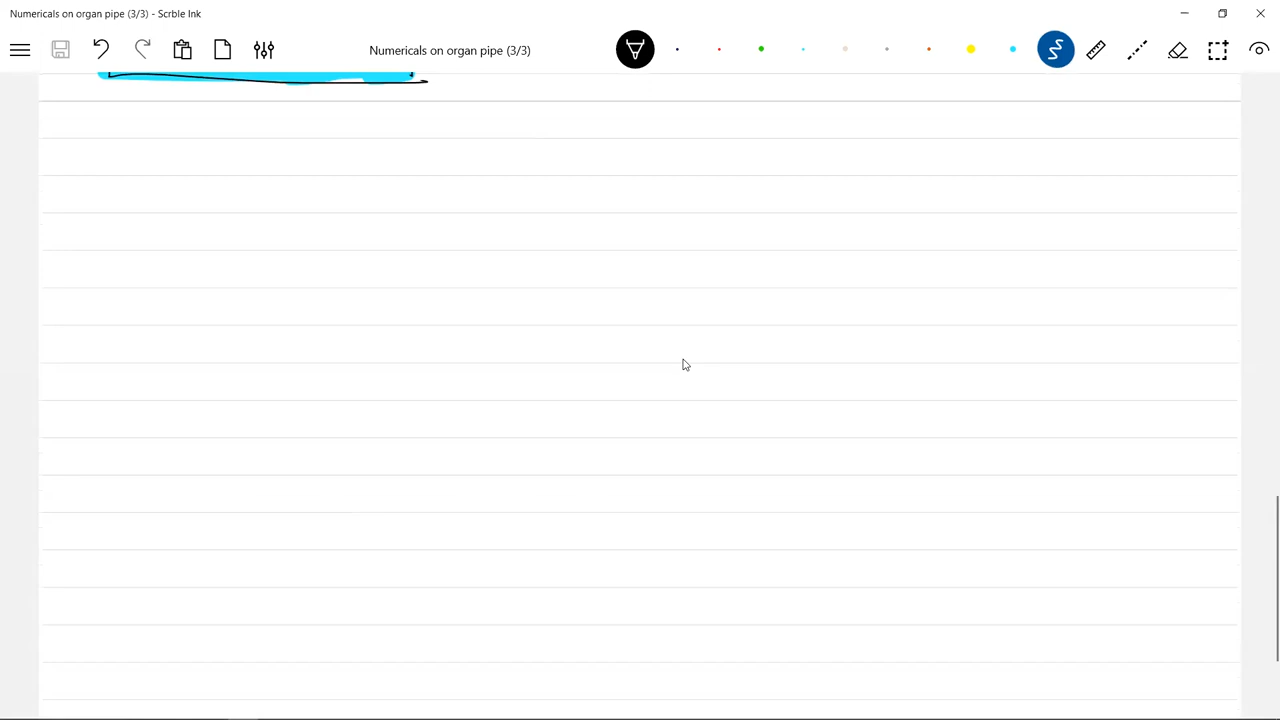 Numericals on organ pipe (3/3) - Scrble Ink
Numericals on organ pipe (3/3)